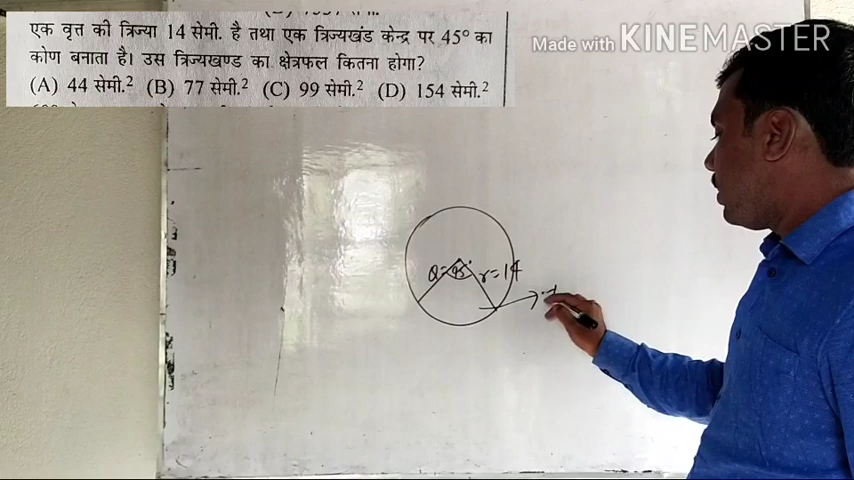 एक वृत्त की त्रिज्या 14 सेमी. है तथा एक त्रिज्यखंड केन्द्र पर 45° का
कोण बनाता है। उस त्रिज्यखण्ड का क्षेत्रफल कितना होगा?
(A) 44 सेमी.² (B) 77 सेमी.² (C) 99 सेमी.² (D) 154 सेमी.²
Made with KINEMASTER
θ=45° r=14